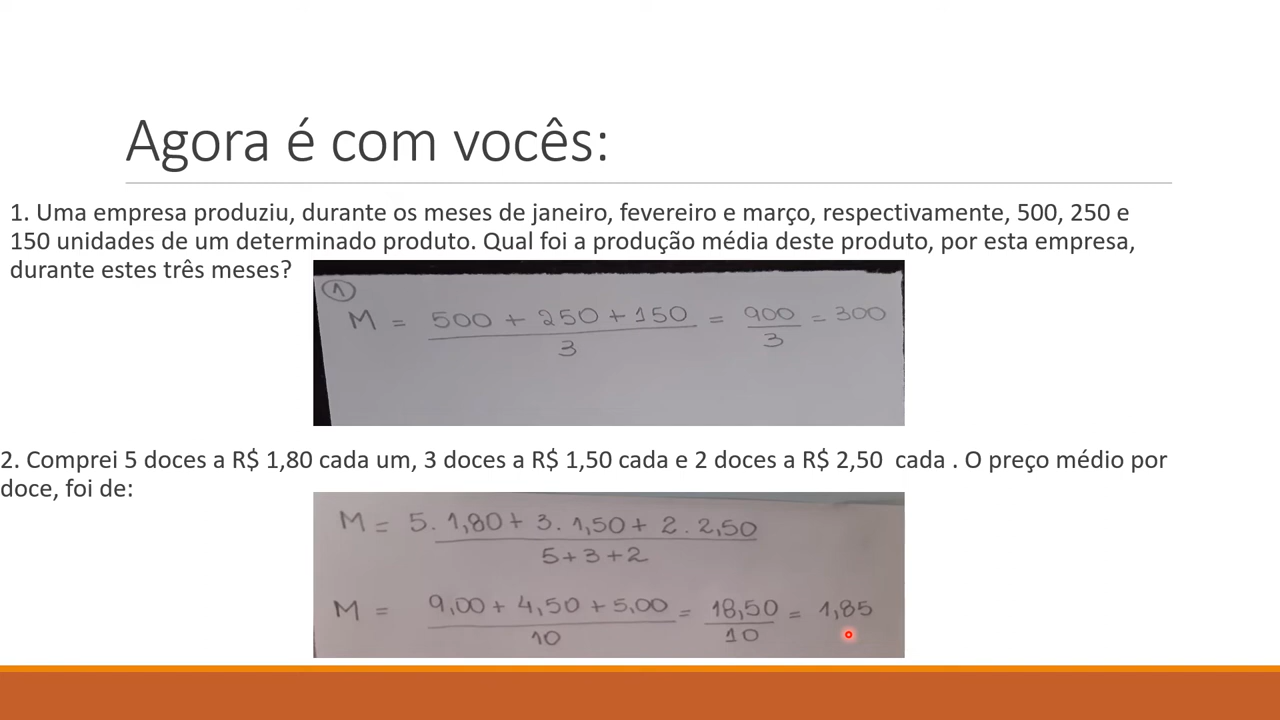 Agora é com vocês:
1. Uma empresa produziu, durante os meses de janeiro, fevereiro e março, respectivamente, 500, 250 e
150 unidades de um determinado produto. Qual foi a produção média deste produto, por esta empresa,
durante estes três meses?
1
M = 500 + 250 + 150 = 900 = 300
3 3
2. Comprei 5 doces a R$ 1,80 cada um, 3 doces a R$ 1,50 cada e 2 doces a R$ 2,50 cada . O preço médio por
doce, foi de:
M = 5. 1,80 + 3. 1,50 + 2. 2,50
5+3+2
M = 9,00 + 4,50 + 5,00 = 18,50 = 1,85
10 10